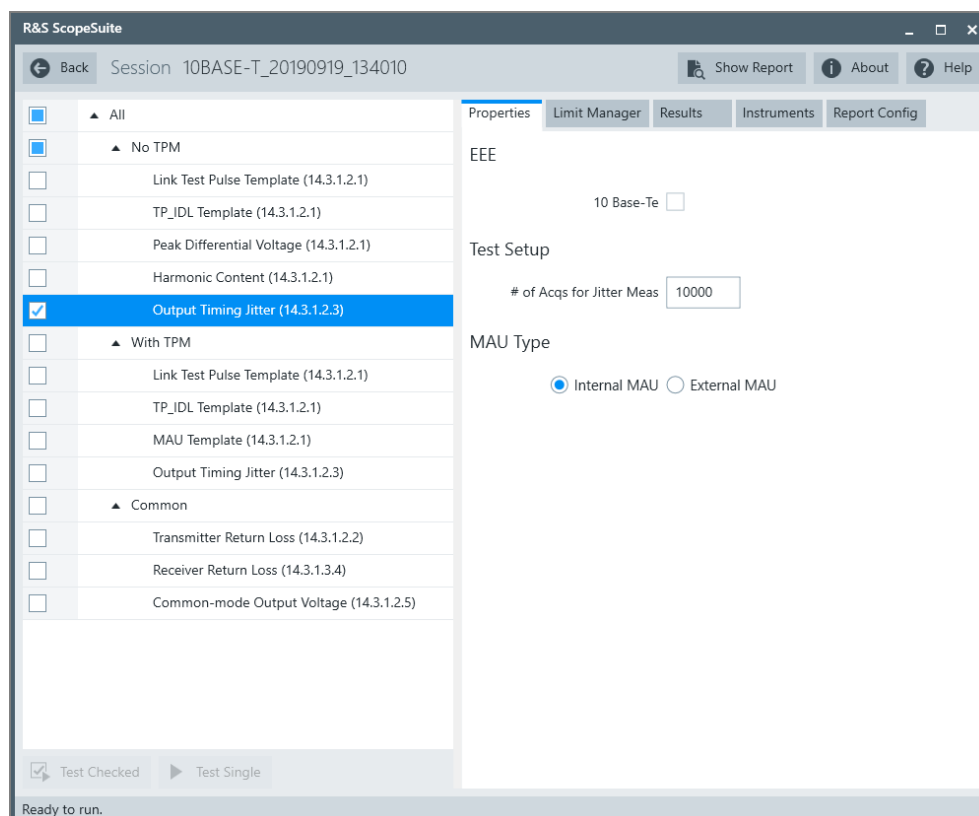 R&S ScopeSuite
Back Session 10BASE-T_20190919_134010 Show Report About Help
All
No TPM
Link Test Pulse Template (14.3.1.2.1)
TP_IDL Template (14.3.1.2.1)
Peak Differential Voltage (14.3.1.2.1)
Harmonic Content (14.3.1.2.1)
Output Timing Jitter (14.3.1.2.3)
With TPM
Link Test Pulse Template (14.3.1.2.1)
TP_IDL Template (14.3.1.2.1)
MAU Template (14.3.1.2.1)
Output Timing Jitter (14.3.1.2.3)
Common
Transmitter Return Loss (14.3.1.2.2)
Receiver Return Loss (14.3.1.3.4)
Common-mode Output Voltage (14.3.1.2.5)
Test Checked Test Single
Properties Limit Manager Results Instruments Report Config
EEE
10 Base-Te
Test Setup
# of Acqs for Jitter Meas 10000
MAU Type
Internal MAU External MAU
Ready to run.